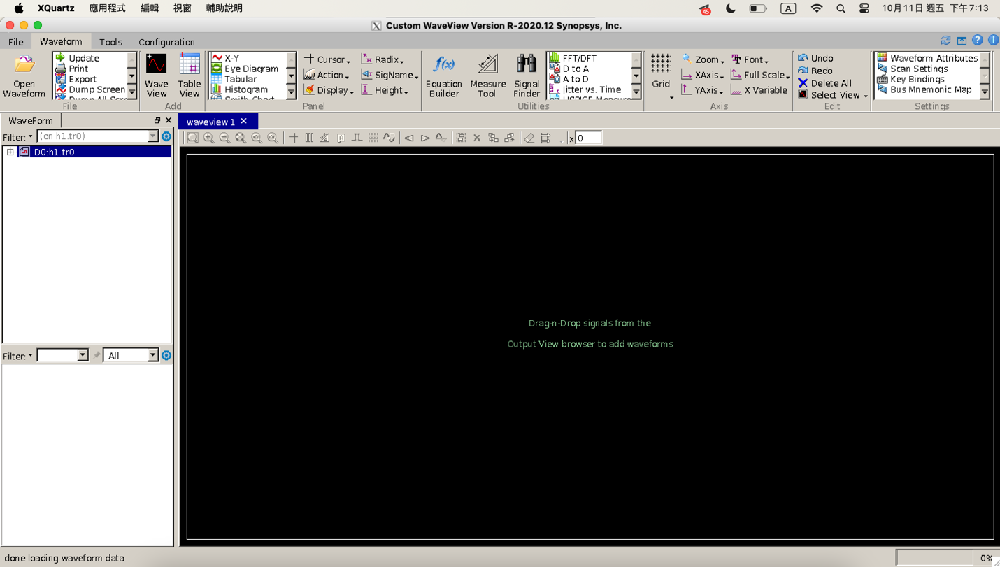 XQuartz 應用程式 編輯 視窗 輔助說明 45 A 10月11日 週五 下午7:13
X Custom WaveView Version R-2020.12 Synopsys, Inc.
File Waveform Tools Configuration
Open Waveform
Update
Print
Export
Dump Screen
Dump All Screen
File
Wave View
Table View
Add
X-Y
Eye Diagram
Tabular
Histogram
Smith Chart
Cursor
Action
Display
Radix
SigName
Height
Panel
Equation Builder
Measure Tool
Signal Finder
FFT/DFT
D to A
A to D
Jitter vs. Time
HSPICE Measure
Utilities
Grid
Zoom
XAxis
YAxis
Font
Full Scale
X Variable
Axis
Undo
Redo
Delete All
Select View
Edit
Waveform Attributes
Scan Settings
Key Bindings
Bus Mnemonic Map
Settings
WaveForm
waveview 1
Filter: (on h1.tr0)
x 0
D0:h1.tr0
Drag-n-Drop signals from the
Output View browser to add waveforms
Filter: All
done loading waveform data
0%